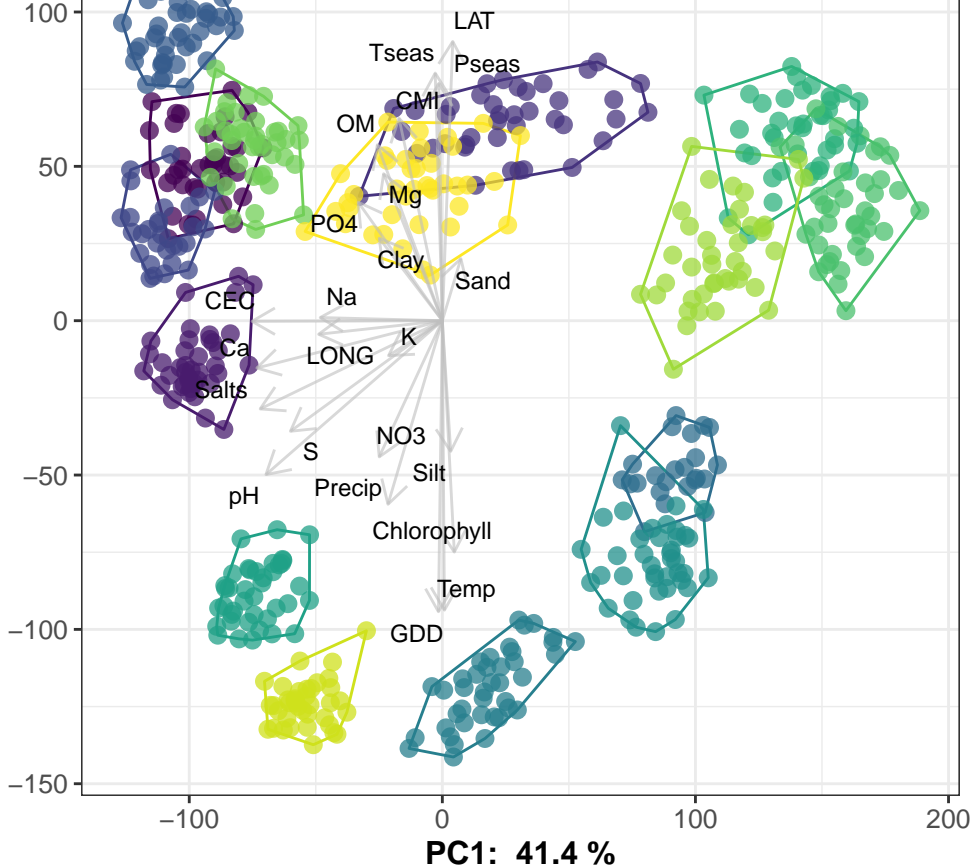 100
LAT
Tseas
Pseas
CMI
OM
50
Mg
PO4
Clay
Sand
Na
CEC
0
K
Ca
LONG
Salts
NO3
S
−50
Silt
Precip
pH
Chlorophyll
Temp
−100
GDD
−150
−100 0 100 200
PC1: 41.4 %